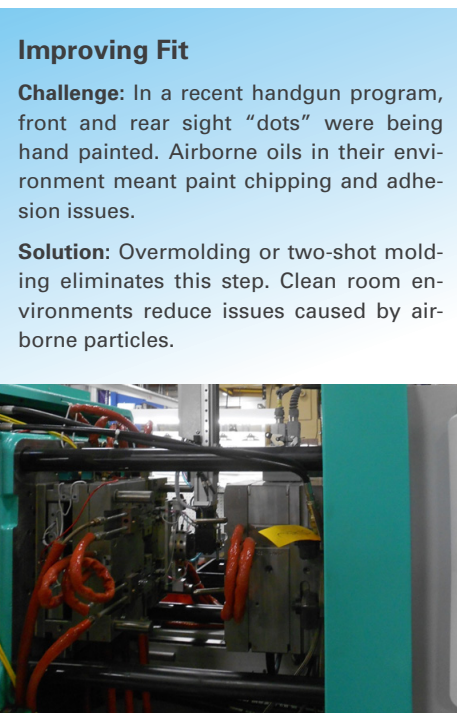 Improving Fit
Challenge: In a recent handgun program,
front and rear sight “dots” were being
hand painted. Airborne oils in their envi-
ronment meant paint chipping and adhe-
sion issues.
Solution: Overmolding or two-shot mold-
ing eliminates this step. Clean room en-
vironments reduce issues caused by air-
borne particles.